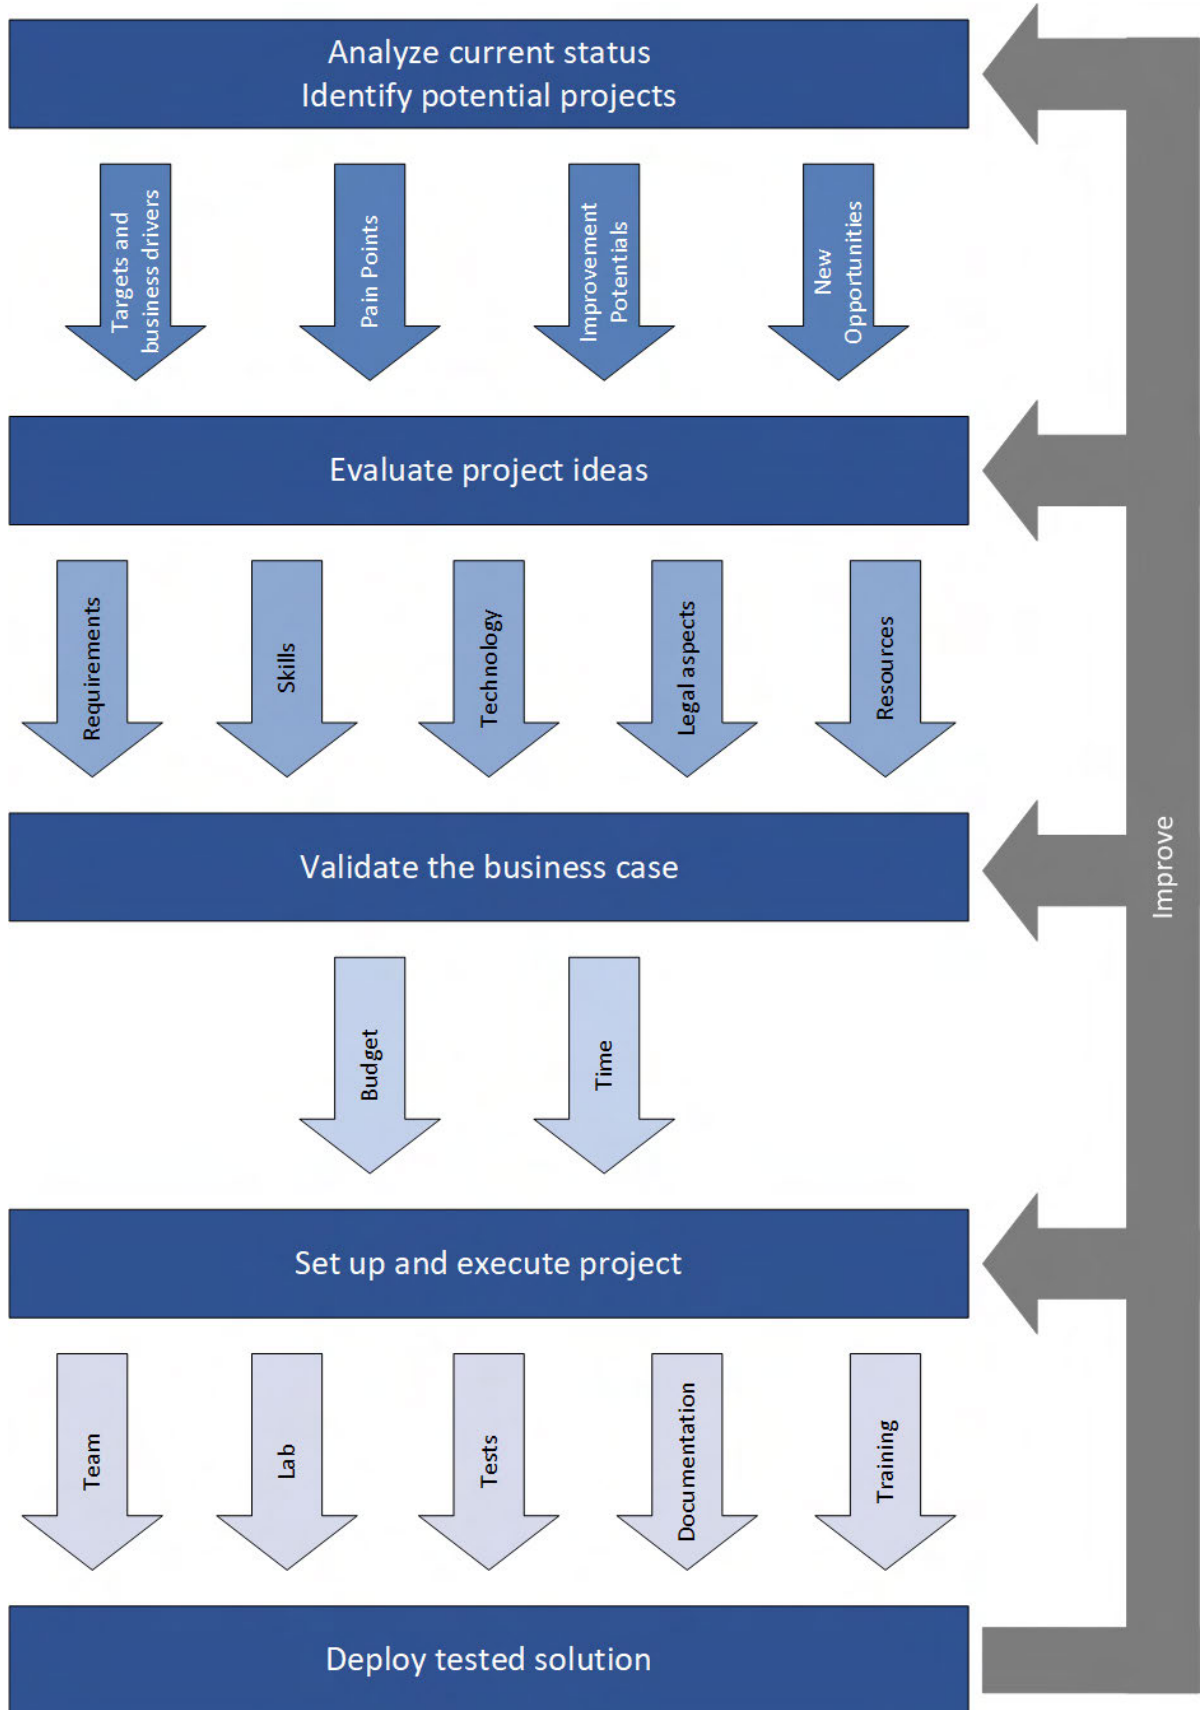 Analyze current status
Identify potential projects
Targets and
business drivers
Pain Points
Improvement
Potentials
New
Opportunities
Evaluate project ideas
Requirements
Skills
Technology
Legal aspects
Resources
Validate the business case
Improve
Budget
Time
Set up and execute project
Team
Lab
Tests
Documentation
Training
Deploy tested solution